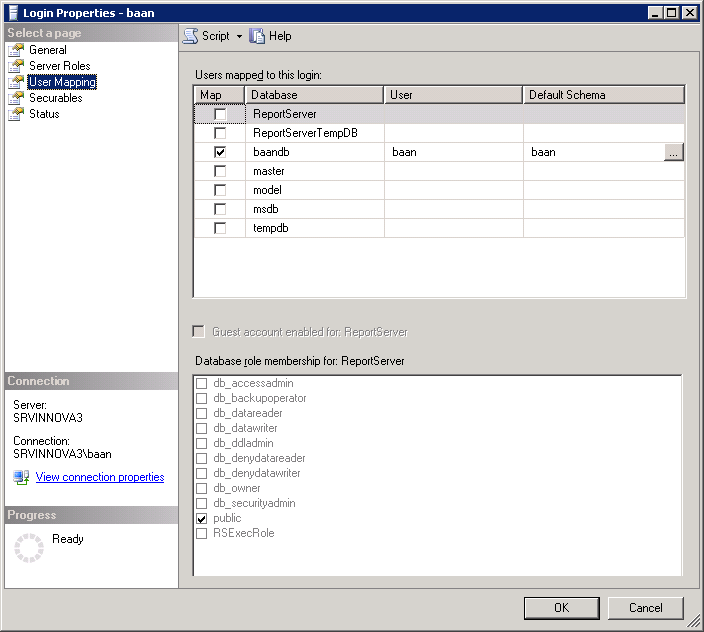 Login Properties - baan
Select a page
General
Server Roles
User Mapping
Securables
Status
Script Help
Users mapped to this login:
Map Database User Default Schema
ReportServer
ReportServerTempDB
baandb baan baan ...
master
model
msdb
tempdb
Guest account enabled for: ReportServer
Database role membership for: ReportServer
db_accessadmin
db_backupoperator
db_datareader
db_datawriter
db_ddladmin
db_denydatareader
db_denydatawriter
db_owner
db_securityadmin
public
RSExecRole
Connection
Server:
SRVINNOVA3
Connection:
SRVINNOVA3\baan
View connection properties
Progress
Ready
OK Cancel